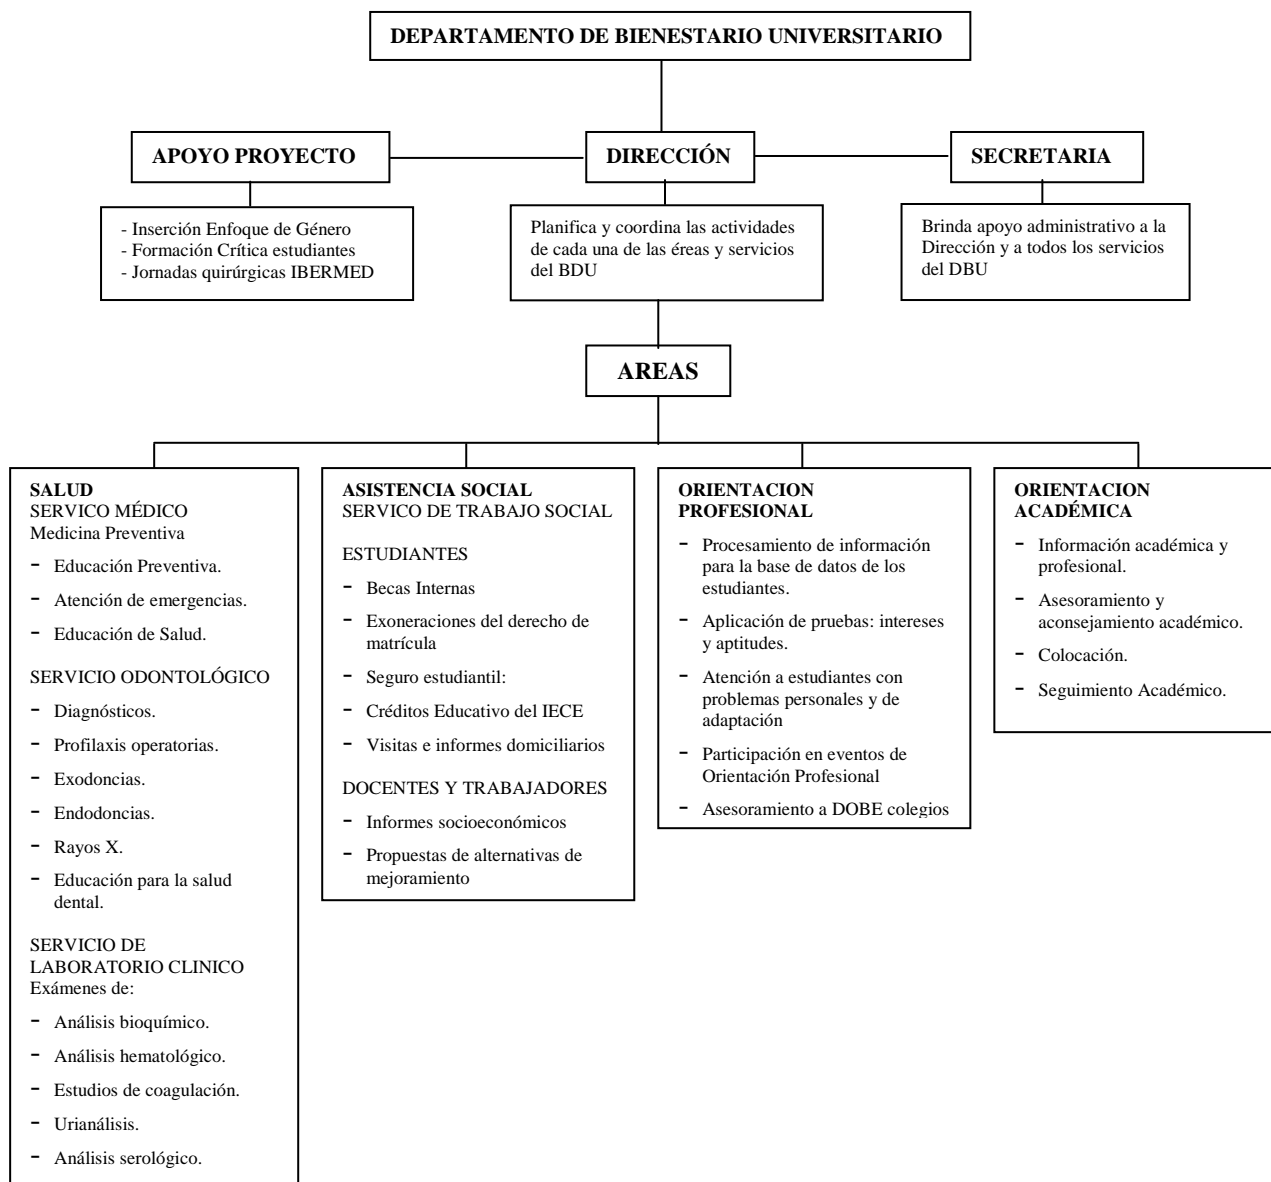 DEPARTAMENTO DE BIENESTARIO UNIVERSITARIO
APOYO PROYECTO
DIRECCIÓN
SECRETARIA
- Inserción Enfoque de Género
- Formación Crítica estudiantes
- Jornadas quirúrgicas IBERMED
Planifica y coordina las actividades
de cada una de las éreas y servicios
del BDU
Brinda apoyo administrativo a la
Dirección y a todos los servicios
del DBU
AREAS
SALUD
SERVICO MÉDICO
Medicina Preventiva
- Educación Preventiva.
- Atención de emergencias.
- Educación de Salud.
SERVICIO ODONTOLÓGICO
- Diagnósticos.
- Profilaxis operatorias.
- Exodoncias.
- Endodoncias.
- Rayos X.
- Educación para la salud
dental.
SERVICIO DE
LABORATORIO CLINICO
Exámenes de:
- Análisis bioquímico.
- Análisis hematológico.
- Estudios de coagulación.
- Urianálisis.
- Análisis serológico.
ASISTENCIA SOCIAL
SERVICO DE TRABAJO SOCIAL
ESTUDIANTES
- Becas Internas
- Exoneraciones del derecho de
matrícula
- Seguro estudiantil:
- Créditos Educativo del IECE
- Visitas e informes domiciliarios
DOCENTES Y TRABAJADORES
- Informes socioeconómicos
- Propuestas de alternativas de
mejoramiento
ORIENTACION
PROFESIONAL
- Procesamiento de información
para la base de datos de los
estudiantes.
- Aplicación de pruebas: intereses
y aptitudes.
- Atención a estudiantes con
problemas personales y de
adaptación
- Participación en eventos de
Orientación Profesional
- Asesoramiento a DOBE colegios
ORIENTACION
ACADÉMICA
- Información académica y
profesional.
- Asesoramiento y
aconsejamiento académico.
- Colocación.
- Seguimiento Académico.